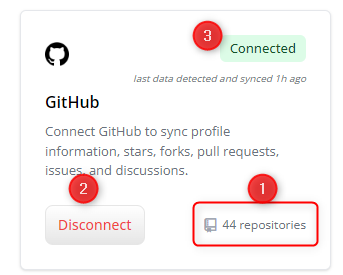 3
Connected
last data detected and synced 1h ago
GitHub
Connect GitHub to sync profile
information, stars, forks, pull requests,
issues, and discussions.
2
1
Disconnect
44 repositories